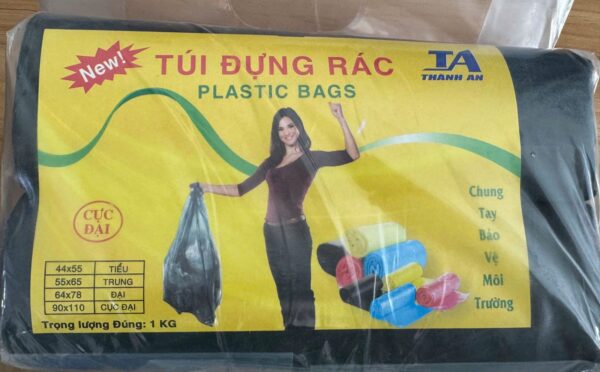 New!
TÚI ĐỰNG RÁC
PLASTIC BAGS
TA
THÀNH AN
CỰC
ĐẠI
44x55 TIỂU
55x65 TRUNG
64x78 ĐẠI
90x110 CỰC ĐẠI
Trọng lượng Đúng: 1 KG
Chung
Tay
Bảo
Vệ
Môi
Trường